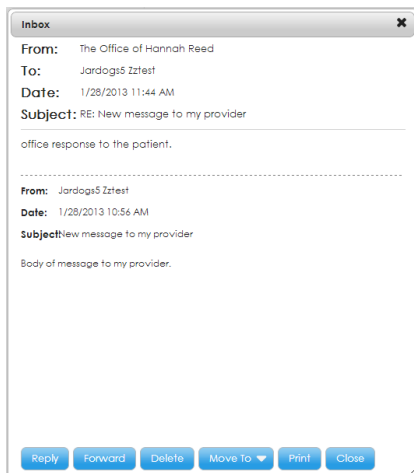 Inbox
From: The Office of Hannah Reed
To: Jardogs5 Zztest
Date: 1/28/2013 11:44 AM
Subject: RE: New message to my provider
office response to the patient.
From: Jardogs5 Zztest
Date: 1/28/2013 10:56 AM
Subject:New message to my provider
Body of message to my provider.
Reply Forward Delete Move To Print Close